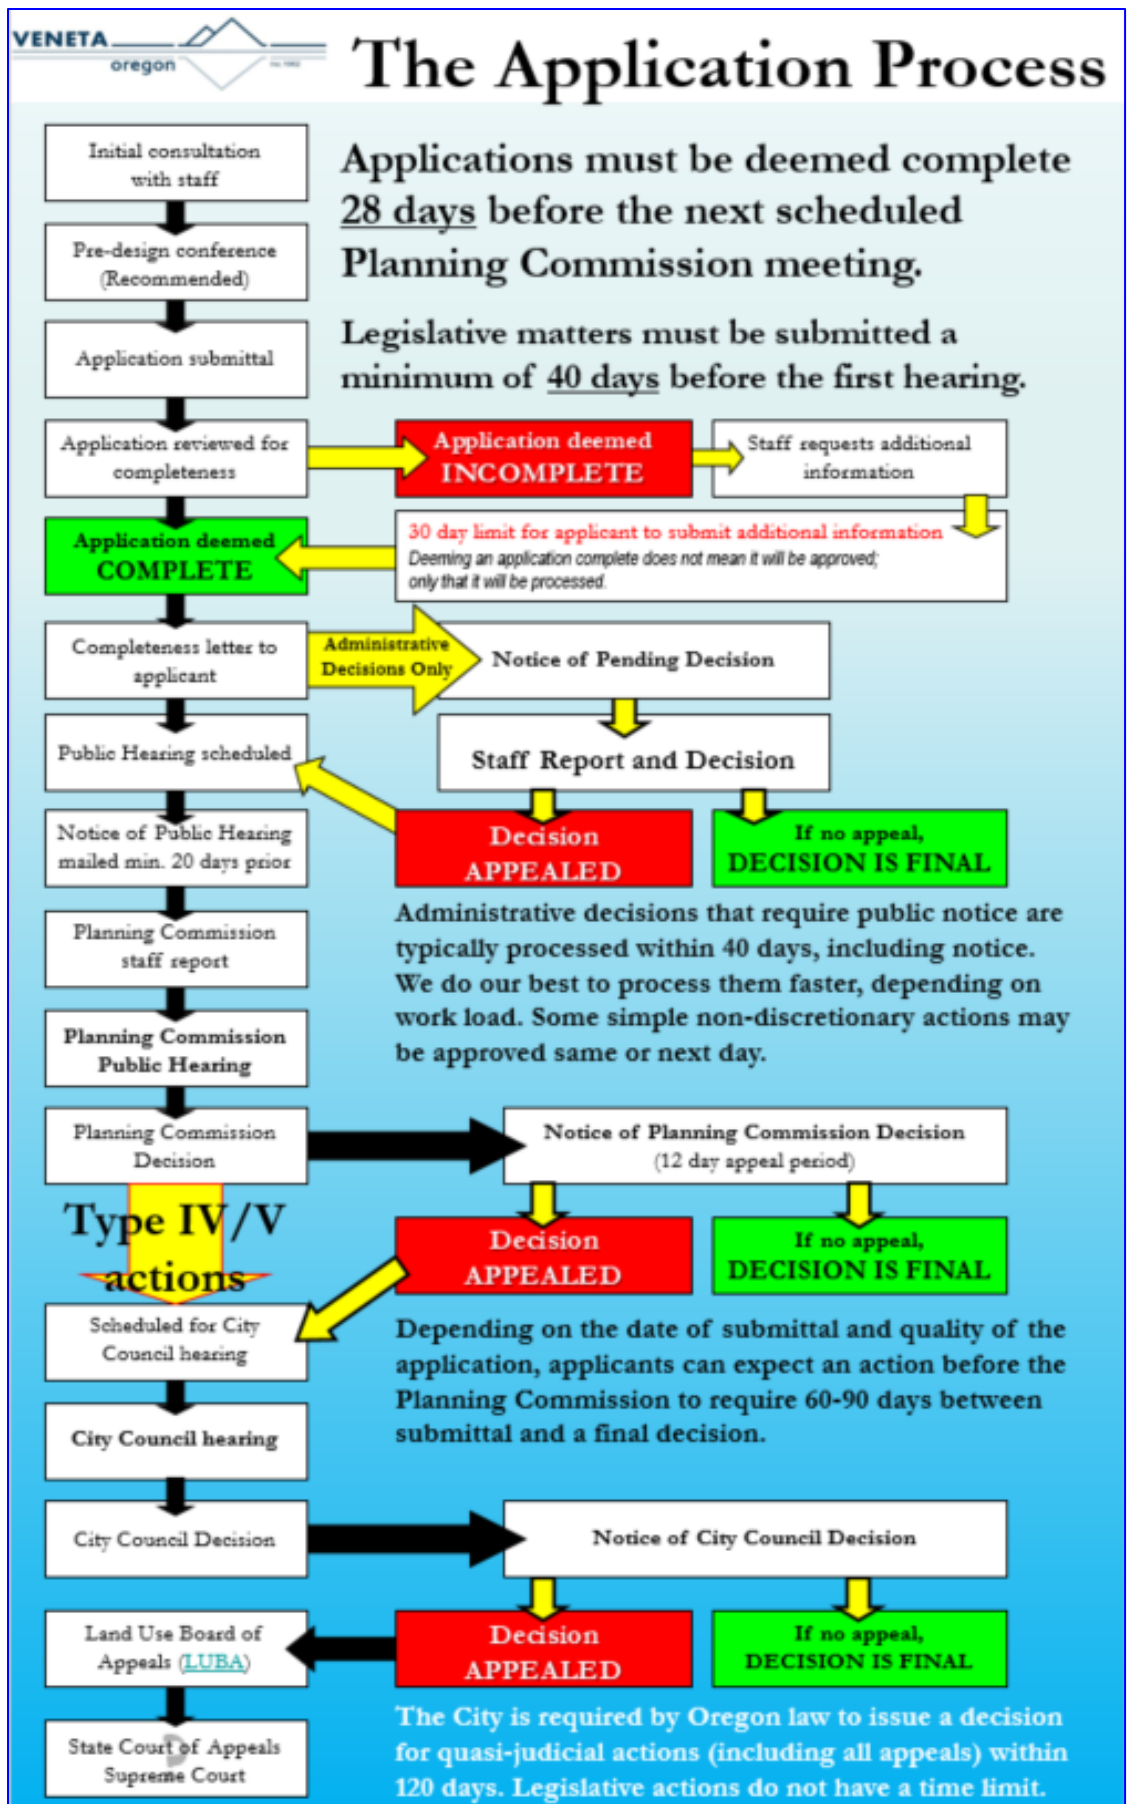 VENETA
oregon
The Application Process
Initial consultation
with staff
Applications must be deemed complete
28 days before the next scheduled
Planning Commission meeting.
Pre-design conference
(Recommended)
Legislative matters must be submitted a
minimum of 40 days before the first hearing.
Application submittal
Application reviewed for
completeness
Application deemed
INCOMPLETE
Staff requests additional
information
Application deemed
COMPLETE
30 day limit for applicant to submit additional information
Deeming an application complete does not mean it will be approved;
only that it will be processed.
Completeness letter to
applicant
Administrative
Decisions Only
Notice of Pending Decision
Public Hearing scheduled
Staff Report and Decision
Notice of Public Hearing
mailed min. 20 days prior
Decision
APPEALED
If no appeal,
DECISION IS FINAL
Planning Commission
staff report
Administrative decisions that require public notice are
typically processed within 40 days, including notice.
We do our best to process them faster, depending on
work load. Some simple non-discretionary actions may
be approved same or next day.
Planning Commission
Public Hearing
Planning Commission
Decision
Notice of Planning Commission Decision
(12 day appeal period)
Type IV/V
actions
Decision
APPEALED
If no appeal,
DECISION IS FINAL
Scheduled for City
Council hearing
Depending on the date of submittal and quality of the
application, applicants can expect an action before the
Planning Commission to require 60-90 days between
submittal and a final decision.
City Council hearing
City Council Decision
Notice of City Council Decision
Land Use Board of
Appeals (LUBA)
Decision
APPEALED
If no appeal,
DECISION IS FINAL
State Court of Appeals
Supreme Court
The City is required by Oregon law to issue a decision
for quasi-judicial actions (including all appeals) within
120 days. Legislative actions do not have a time limit.